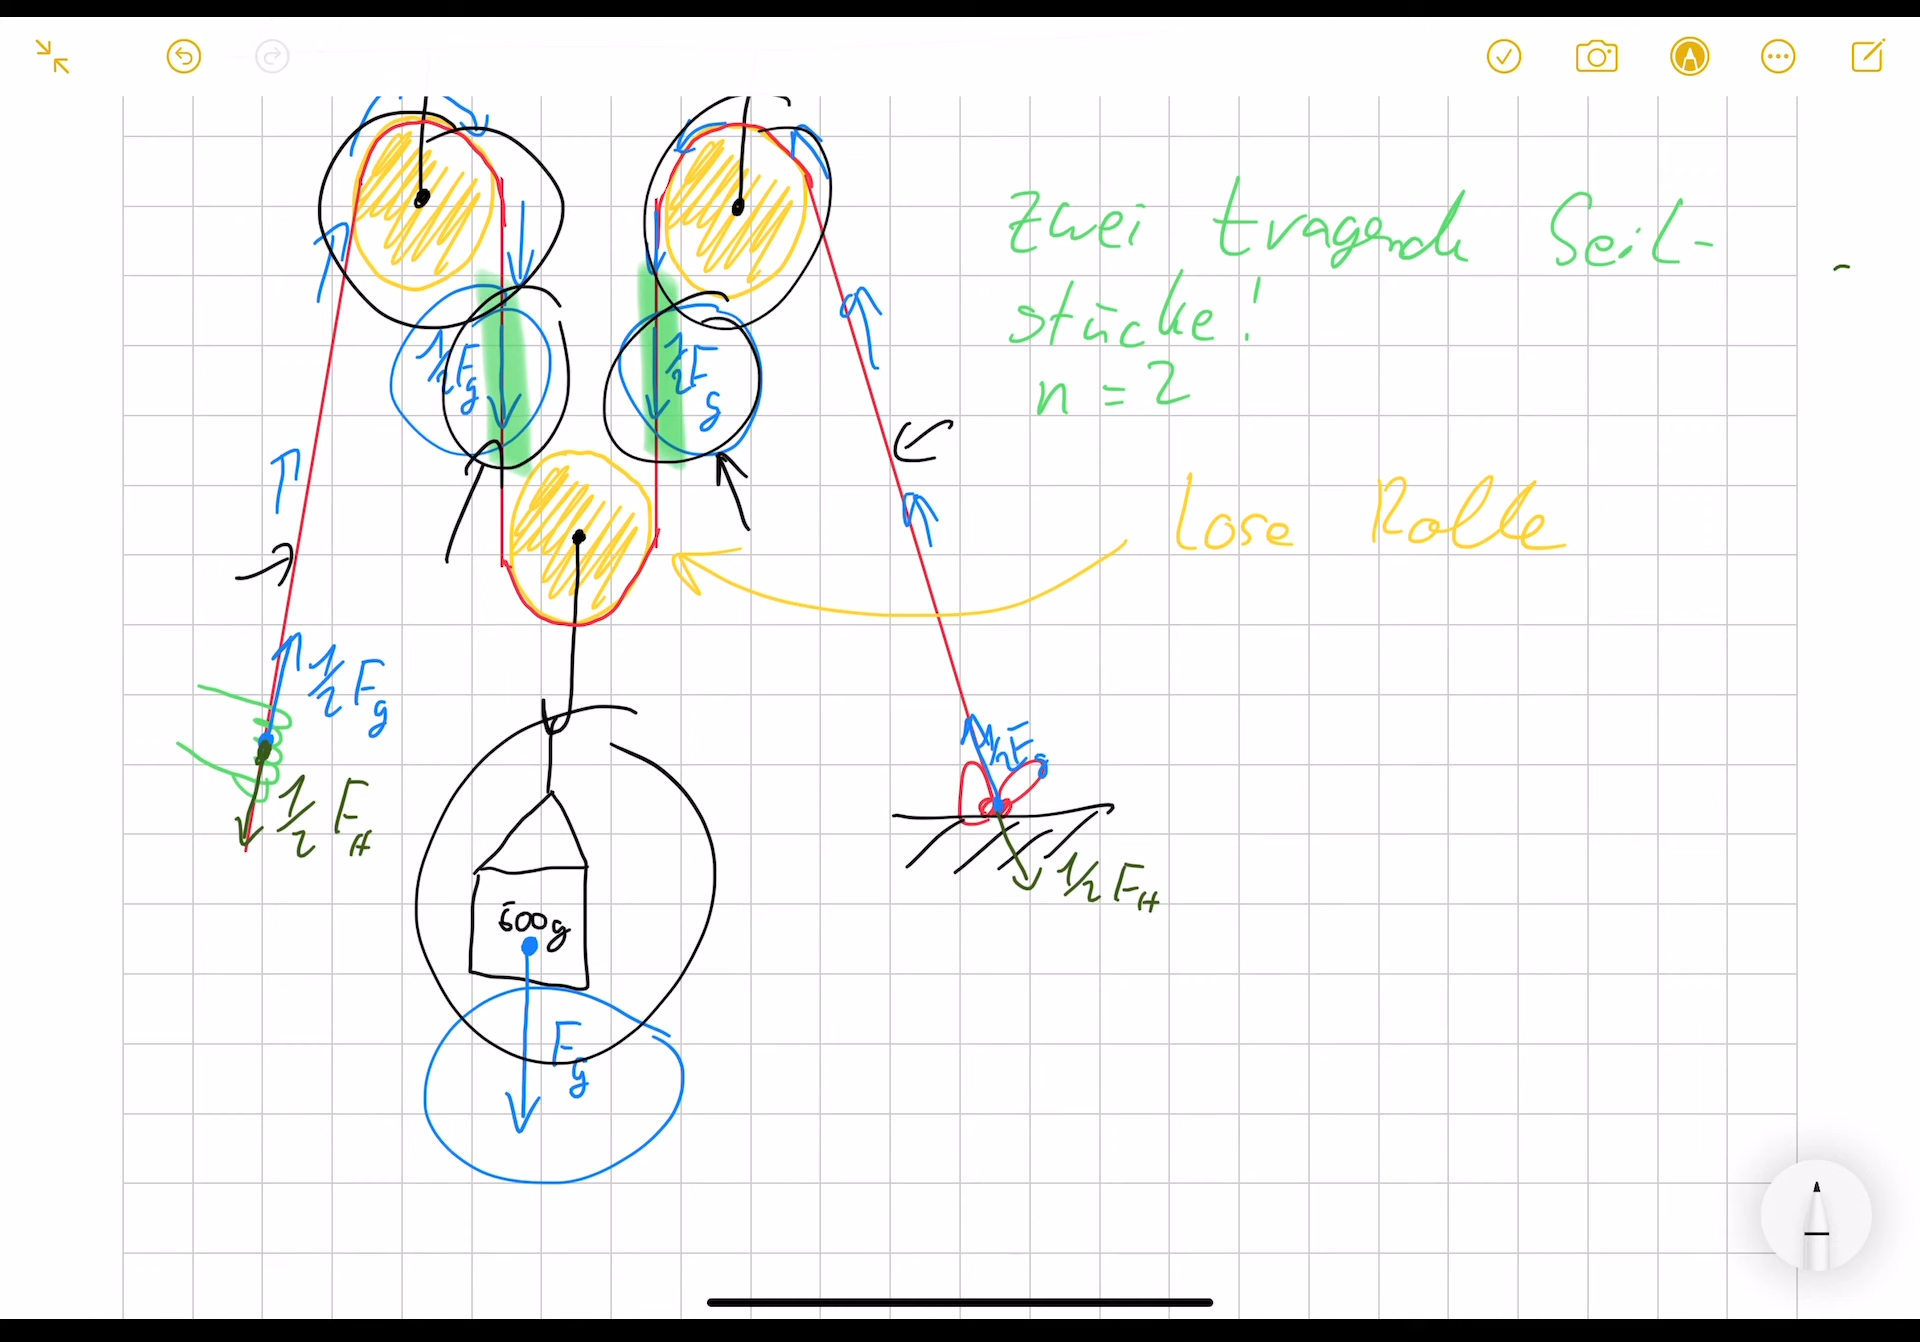 Zwei tragende Seil-
stücke!
n = 2
1/2 Fg
1/2 Fg
Lose Rolle
1/2 Fg
1/2 Fg
1/2 FH
600g
1/2 FH
Fg